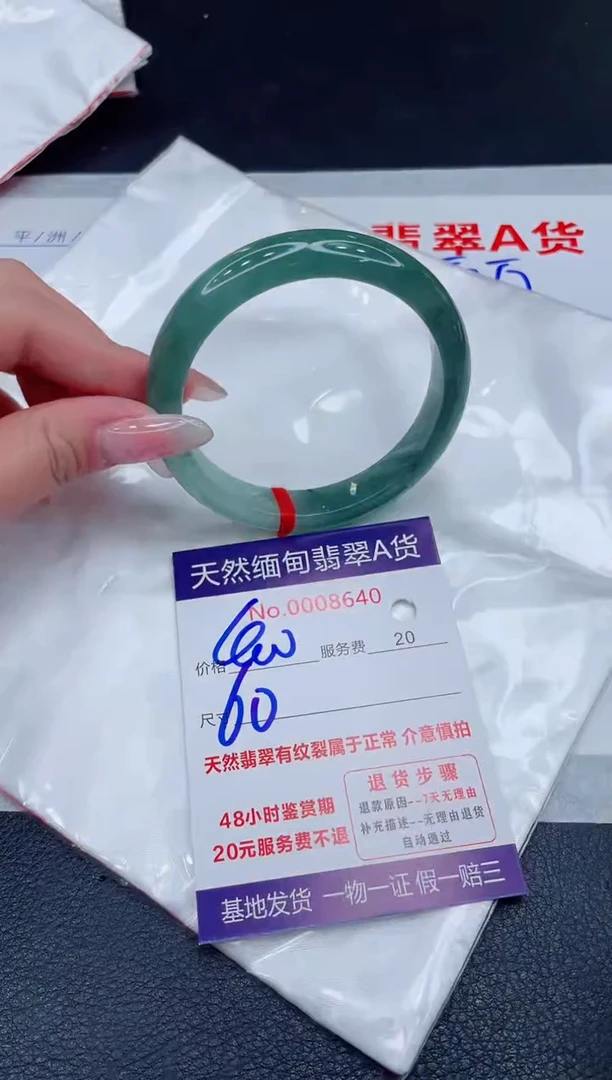 平/洲/
翡翠A货
天然缅甸翡翠A货
No.0008640
价格 服务费 20
尺寸 60
天然翡翠有纹裂属于正常 介意慎拍
48小时鉴赏期
20元服务费不退
退货步骤
退款原因--7天无理由
补充描述--无理由退货
自动通过
基地发货 一物一证 假一赔三